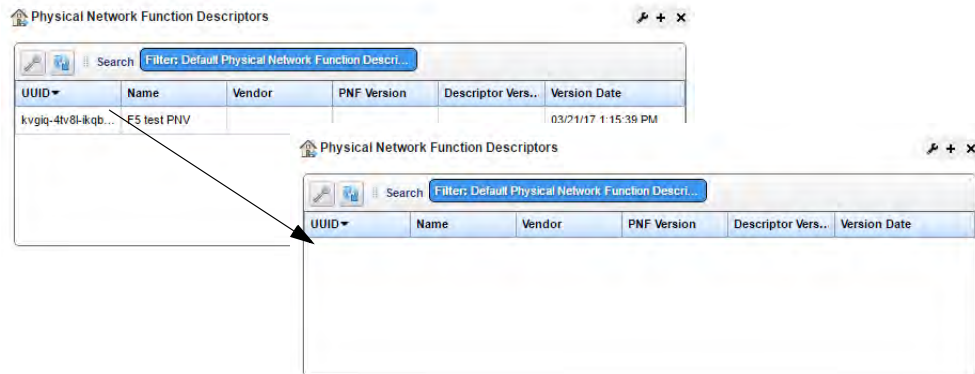 Physical Network Function Descriptors
Search Filter: Default Physical Network Function Descri...
UUID Name Vendor PNF Version Descriptor Vers.. Version Date
kvgiq-4tv8l-ikqb... F5 test PNV 03/21/17 1:15:39 PM
Physical Network Function Descriptors
Search Filter: Default Physical Network Function Descri...
UUID Name Vendor PNF Version Descriptor Vers.. Version Date